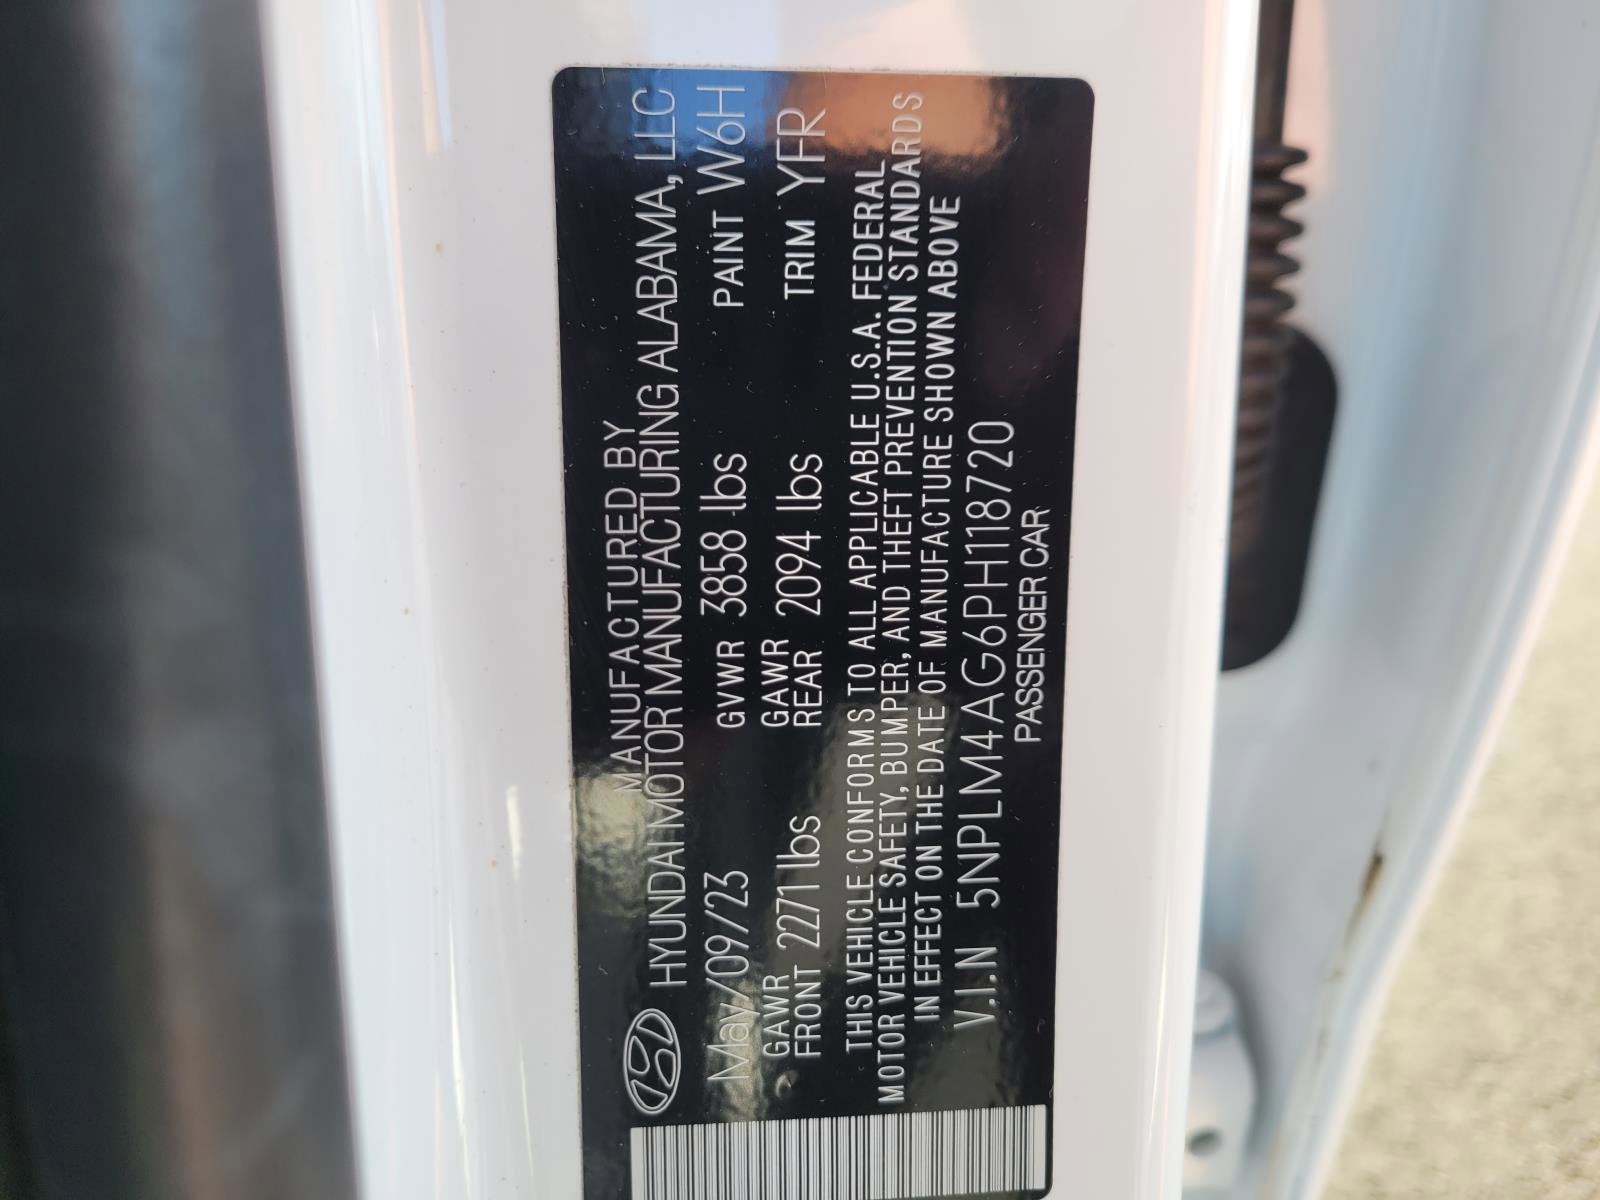 MANUFACTURED BY
HYUNDAI MOTOR MANUFACTURING ALABAMA, LLC
May/09/23 GVWR 3858 lbs PAINT W6H
GAWR FRONT 2271 lbs GAWR REAR 2094 lbs TRIM YFR
THIS VEHICLE CONFORMS TO ALL APPLICABLE U.S.A. FEDERAL
MOTOR VEHICLE SAFETY, BUMPER, AND THEFT PREVENTION STANDARDS
IN EFFECT ON THE DATE OF MANUFACTURE SHOWN ABOVE
V.I.N 5NPLM4AG6PH118720
PASSENGER CAR